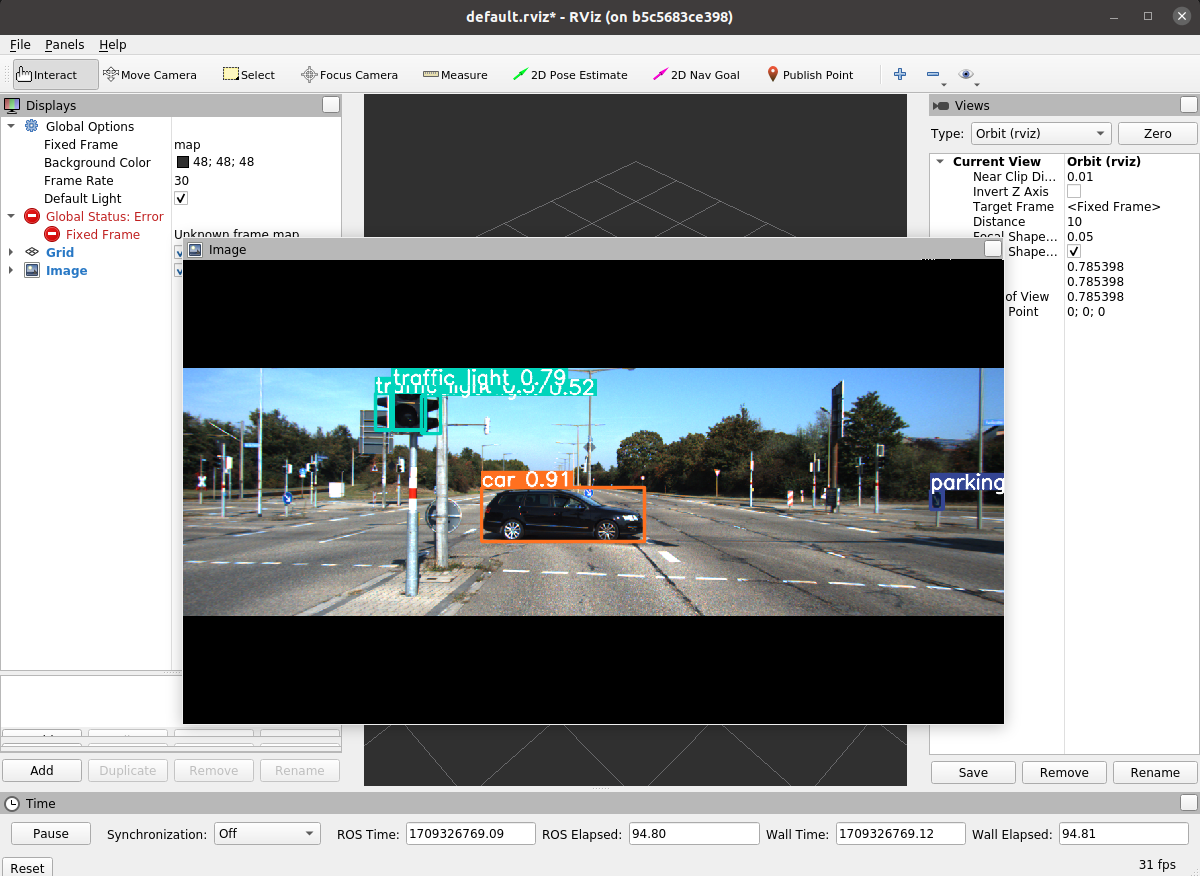 default.rviz* - RViz (on b5c5683ce398)
File Panels Help
Interact Move Camera Select Focus Camera Measure 2D Pose Estimate 2D Nav Goal Publish Point
Displays
Global Options
Fixed Frame map
Background Color 48; 48; 48
Frame Rate 30
Default Light
Global Status: Error
Fixed Frame Unknown frame map
Grid
Image
Image
traffic light 0.79
0.52
car 0.91
parking
Views
Type: Orbit (rviz) Zero
Current View Orbit (rviz)
Near Clip Di... 0.01
Invert Z Axis
Target Frame <Fixed Frame>
Distance 10
Focal Shape... 0.05
Shape...
0.785398
0.785398
of View 0.785398
Point 0; 0; 0
Add Duplicate Remove Rename
Save Remove Rename
Time
Pause Synchronization: Off ROS Time: 1709326769.09 ROS Elapsed: 94.80 Wall Time: 1709326769.12 Wall Elapsed: 94.81
Reset 31 fps